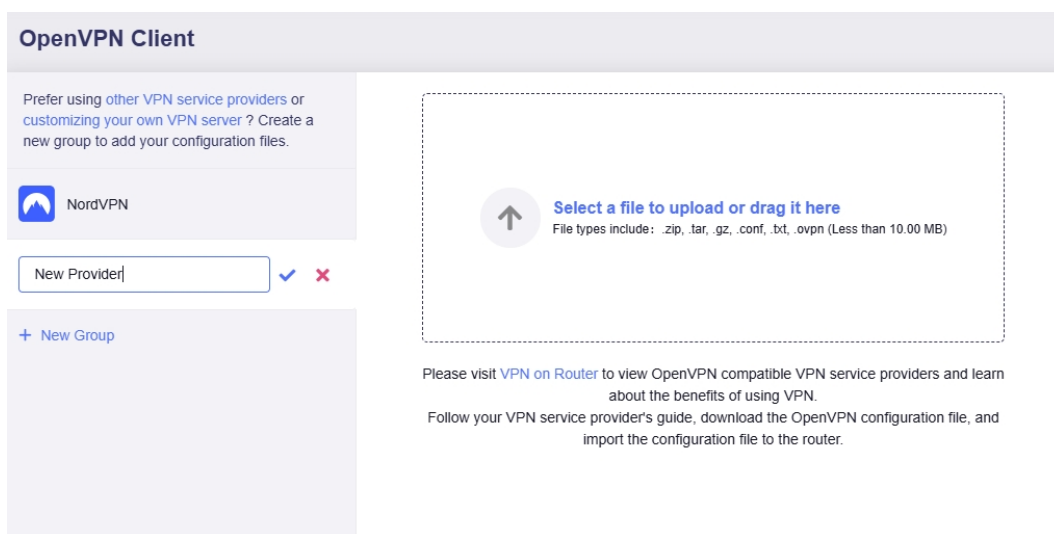 OpenVPN Client
Prefer using other VPN service providers or
customizing your own VPN server ? Create a
new group to add your configuration files.
NordVPN
New Provider
+ New Group
Select a file to upload or drag it here
File types include: .zip, .tar, .gz, .conf, .txt, .ovpn (Less than 10.00 MB)
Please visit VPN on Router to view OpenVPN compatible VPN service providers and learn
about the benefits of using VPN.
Follow your VPN service provider's guide, download the OpenVPN configuration file, and
import the configuration file to the router.